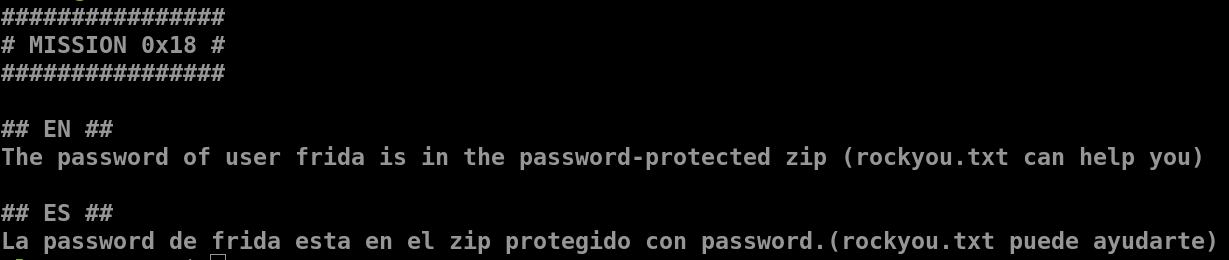 ################
# MISSION 0x18 #
################
## EN ##
The password of user frida is in the password-protected zip (rockyou.txt can help you)
## ES ##
La password de frida esta en el zip protegido con password.(rockyou.txt puede ayudarte)